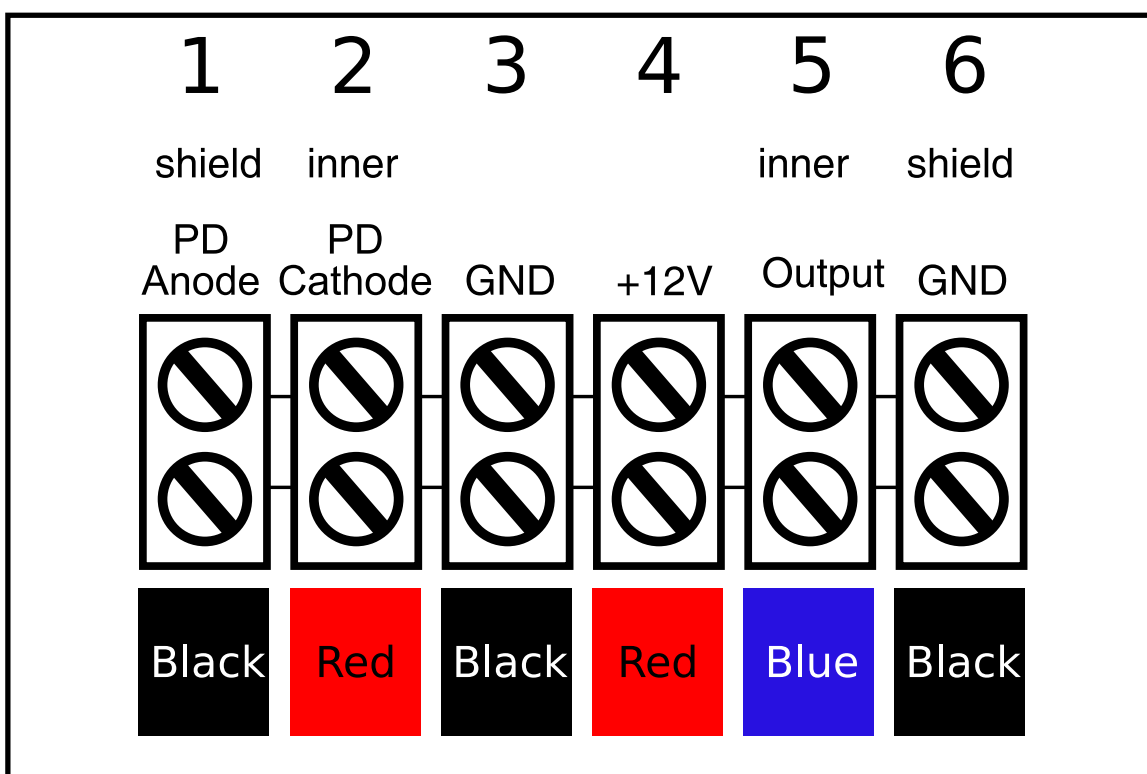 1 2 3 4 5 6
shield inner inner shield
PD PD
Anode Cathode GND +12V Output GND
Black Red Black Red Blue Black